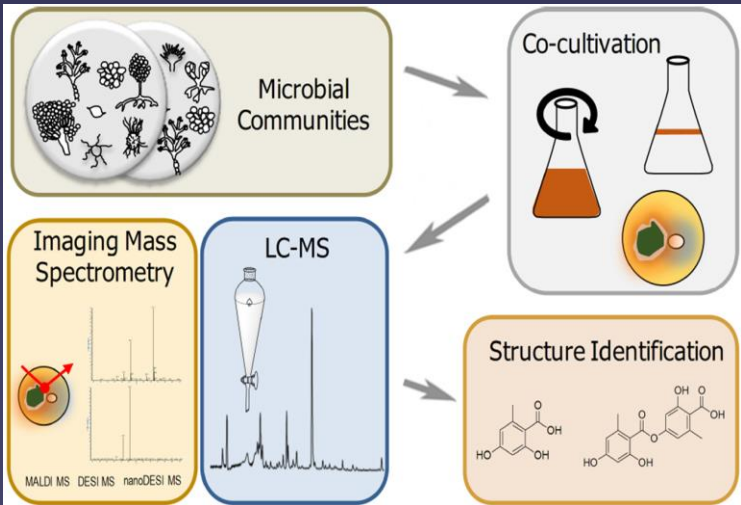 Microbial
Communities
Co-cultivation
Imaging Mass
Spectrometry
MALDI MS DESI MS nanoDESI MS
LC-MS
Structure Identification
O
OH
HO
OH
OH
O
OH
O
O
HO
OH